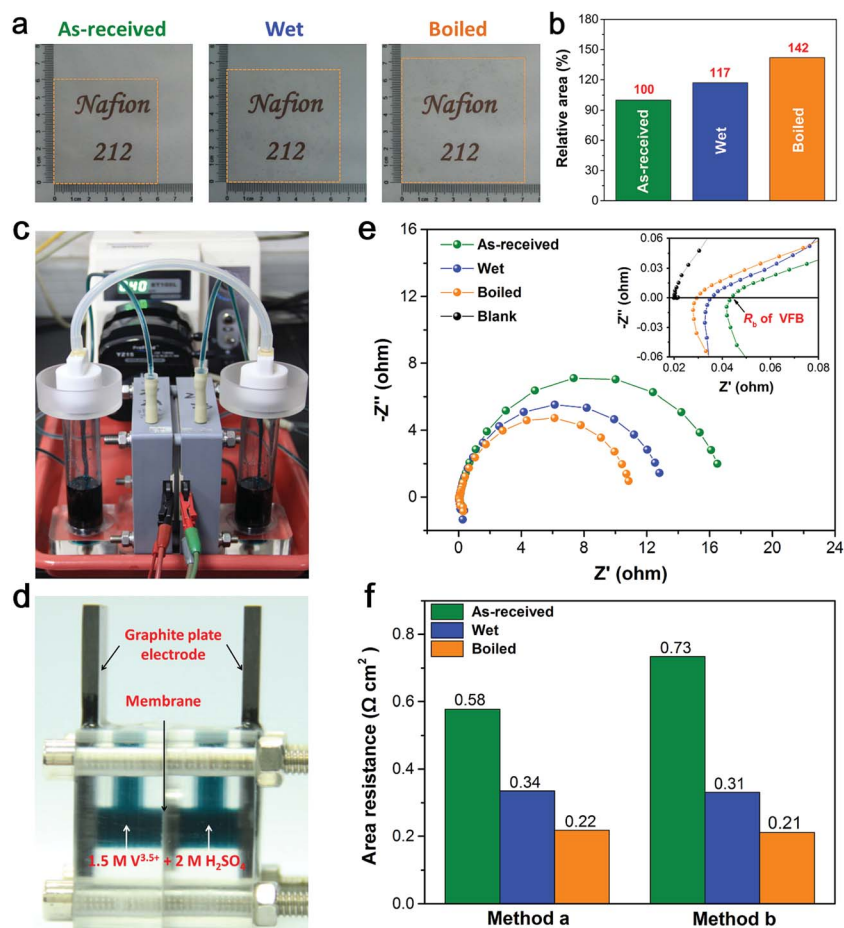 a
As-received
Wet
Boiled
Nafion
212
Nafion
212
Nafion
212
b
Relative area (%)
180
150
120
90
60
30
0
100
117
142
As-received
Wet
Boiled
c
BT100L
YZ15
d
Graphite plate
electrode
Membrane
1.5 M V3.5+ + 2 M H2SO4
e
-Z'' (ohm)
16
12
8
4
0
As-received
Wet
Boiled
Blank
0 4 8 12 16 20 24
Z' (ohm)
-Z'' (ohm)
0.06
0.03
0.00
-0.03
-0.06
Rb of VFB
0.02 0.04 0.06 0.08
Z' (ohm)
f
Area resistance (Ω cm2)
0.8
0.6
0.4
0.2
0.0
As-received
Wet
Boiled
0.58
0.34
0.22
0.73
0.31
0.21
Method a
Method b